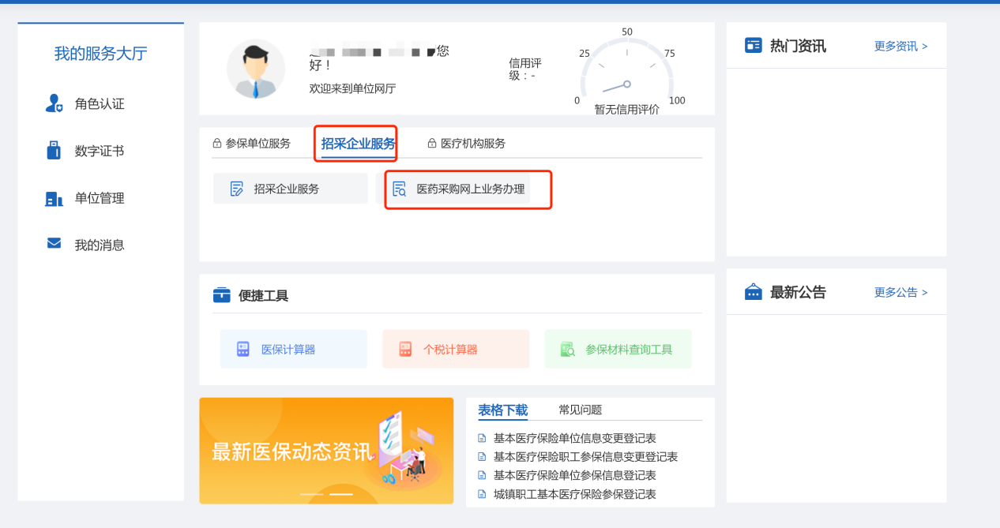 我的服务大厅
角色认证
数字证书
单位管理
我的消息
您
好！
欢迎来到单位网厅
信用评
级：-
0
25
50
75
100
暂无信用评价
参保单位服务
招采企业服务
医疗机构服务
招采企业服务
医药采购网上业务办理
便捷工具
医保计算器
个税计算器
参保材料查询工具
最新医保动态资讯
表格下载
常见问题
基本医疗保险单位信息变更登记表
基本医疗保险职工参保信息变更登记表
基本医疗保险单位参保信息登记表
城镇职工基本医疗保险参保登记表
热门资讯
更多资讯 >
最新公告
更多公告 >